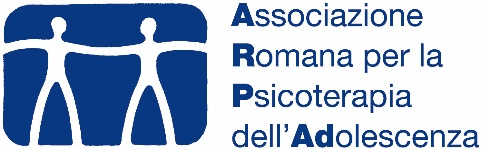 Associazione
Romana per la
Psicoterapia
dell'Adolescenza